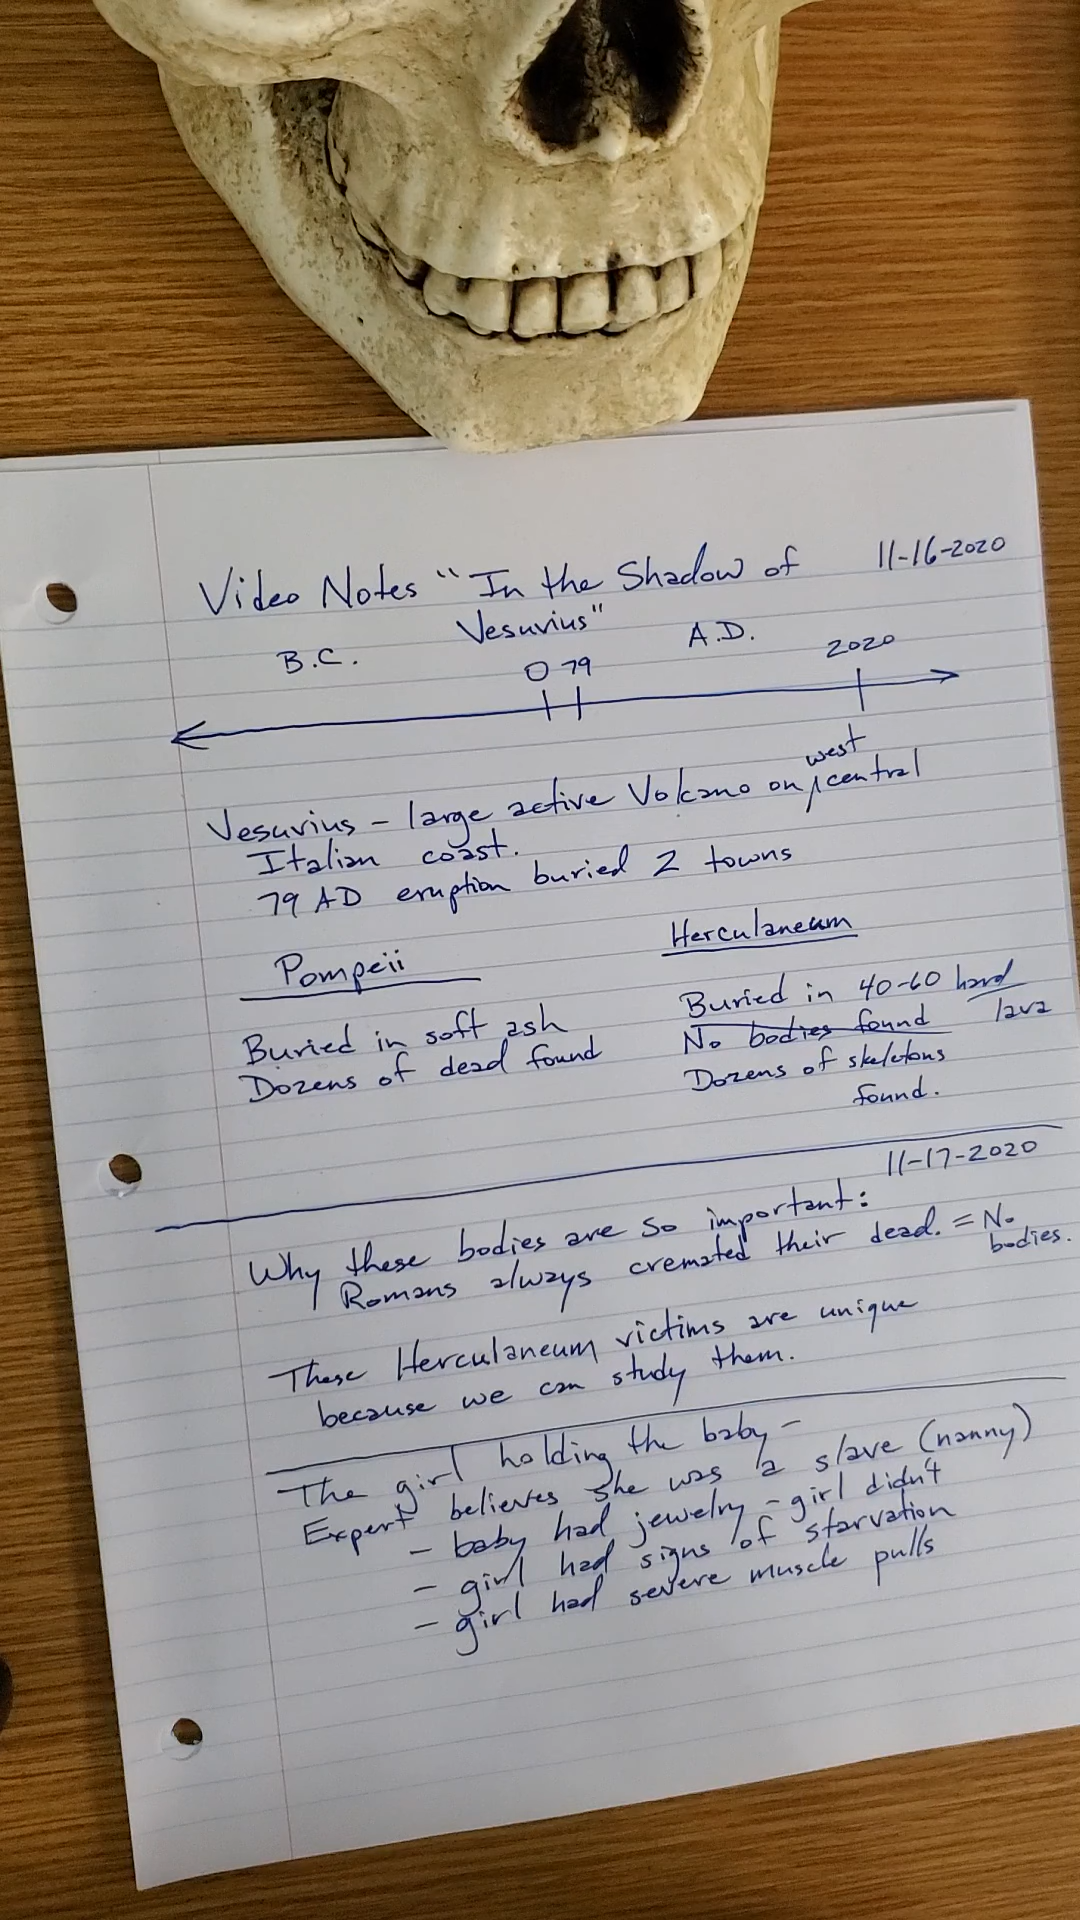 Video Notes "In the Shadow of 11-16-2020
Vesuvius"
B.C. A.D.
0 79 2020
west
Vesuvius - large active Volcano on central
Italian coast.
79 AD eruption buried 2 towns
Pompeii Herculaneum
Buried in soft ash
Dozens of dead found
Buried in 40-60 hard
lava
No bodies found
Dozens of skeletons
found.
11-17-2020
Why these bodies are so important:
Romans always cremated their dead. = No
bodies.
These Herculaneum victims are unique
because we can study them.
The girl holding the baby -
Expert believes she was a slave (nanny)
- baby had jewelry - girl didn't
- girl had signs of starvation
- girl had severe muscle pulls